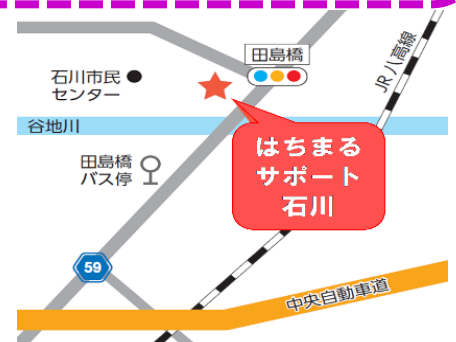 田島橋
JR 八高線
石川市民
センター
谷地川
はちまる
サポート
石川
田島橋
バス停
59
中央自動車道